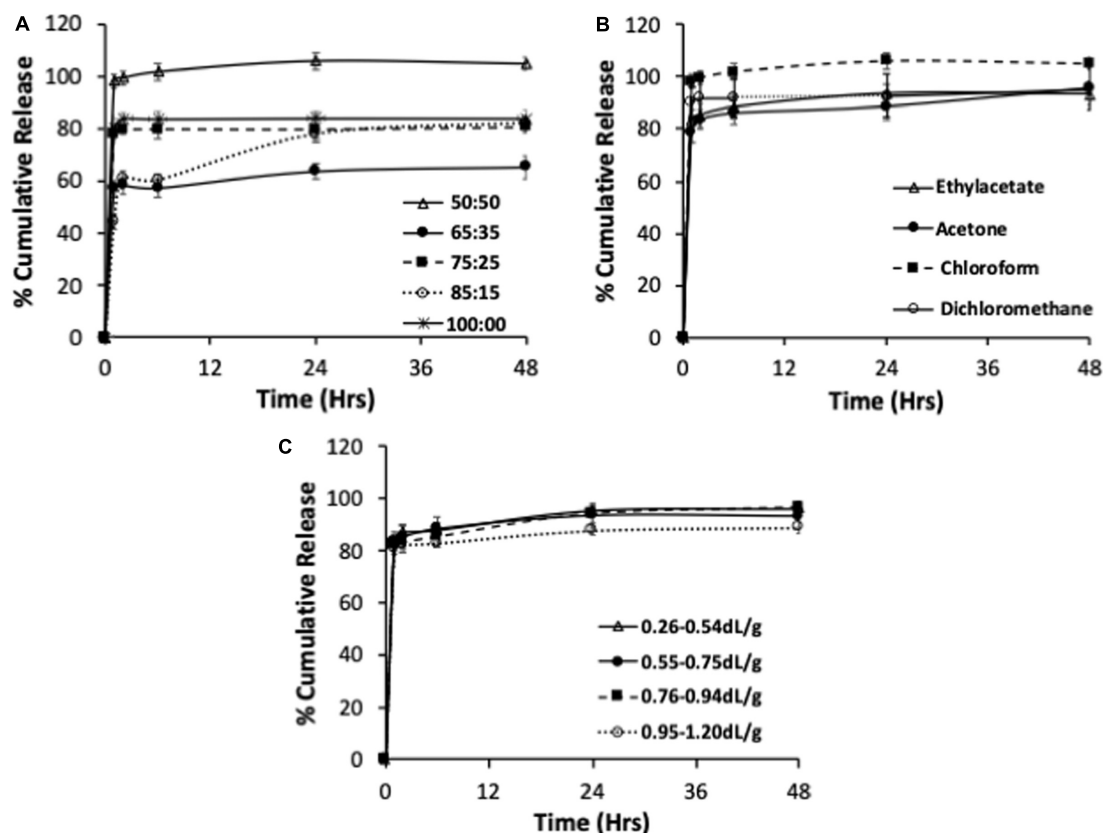 A
% Cumulative Release
120
100
80
60
40
20
0
50:50
65:35
75:25
85:15
100:00
0 12 24 36 48
Time (Hrs)
B
% Cumulative Release
120
100
80
60
40
20
0
Ethylacetate
Acetone
Chloroform
Dichloromethane
0 12 24 36 48
Time (Hrs)
C
% Cumulative Release
120
100
80
60
40
20
0
0.26-0.54dL/g
0.55-0.75dL/g
0.76-0.94dL/g
0.95-1.20dL/g
0 12 24 36 48
Time (Hrs)